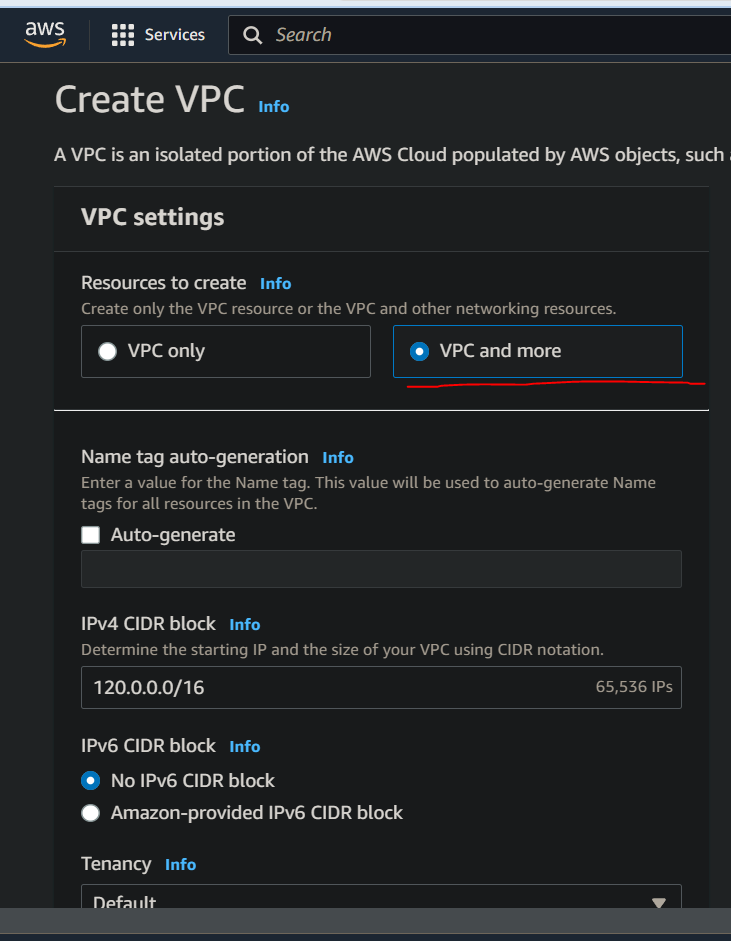 aws
Services
Search
Create VPC Info
A VPC is an isolated portion of the AWS Cloud populated by AWS objects, such
VPC settings
Resources to create Info
Create only the VPC resource or the VPC and other networking resources.
VPC only
VPC and more
Name tag auto-generation Info
Enter a value for the Name tag. This value will be used to auto-generate Name
tags for all resources in the VPC.
Auto-generate
IPv4 CIDR block Info
Determine the starting IP and the size of your VPC using CIDR notation.
120.0.0.0/16 65,536 IPs
IPv6 CIDR block Info
No IPv6 CIDR block
Amazon-provided IPv6 CIDR block
Tenancy Info
Default